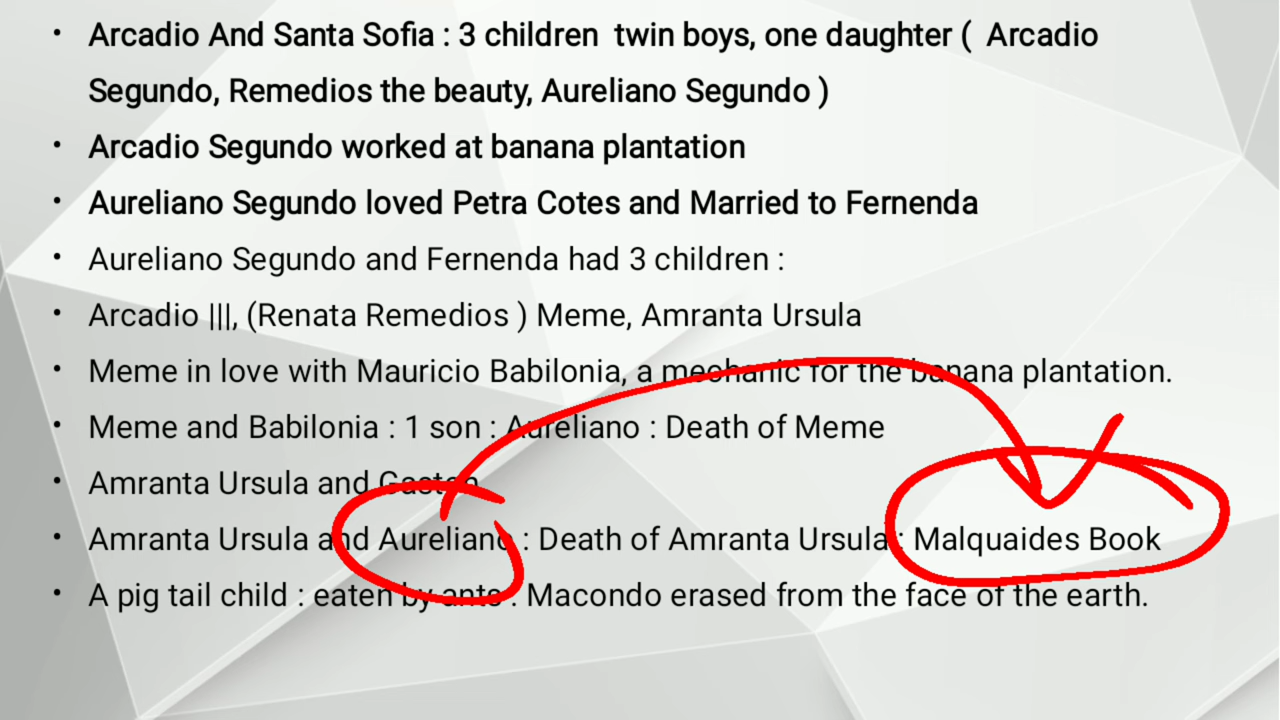 • Arcadio And Santa Sofia : 3 children twin boys, one daughter ( Arcadio
Segundo, Remedios the beauty, Aureliano Segundo )
• Arcadio Segundo worked at banana plantation
• Aureliano Segundo loved Petra Cotes and Married to Fernenda
• Aureliano Segundo and Fernenda had 3 children :
• Arcadio |||, (Renata Remedios ) Meme, Amranta Ursula
• Meme in love with Mauricio Babilonia, a mechanic for the banana plantation.
• Meme and Babilonia : 1 son : Aureliano : Death of Meme
• Amranta Ursula and Gaston
• Amranta Ursula and Aureliano : Death of Amranta Ursula : Malquaides Book
• A pig tail child : eaten by ants : Macondo erased from the face of the earth.